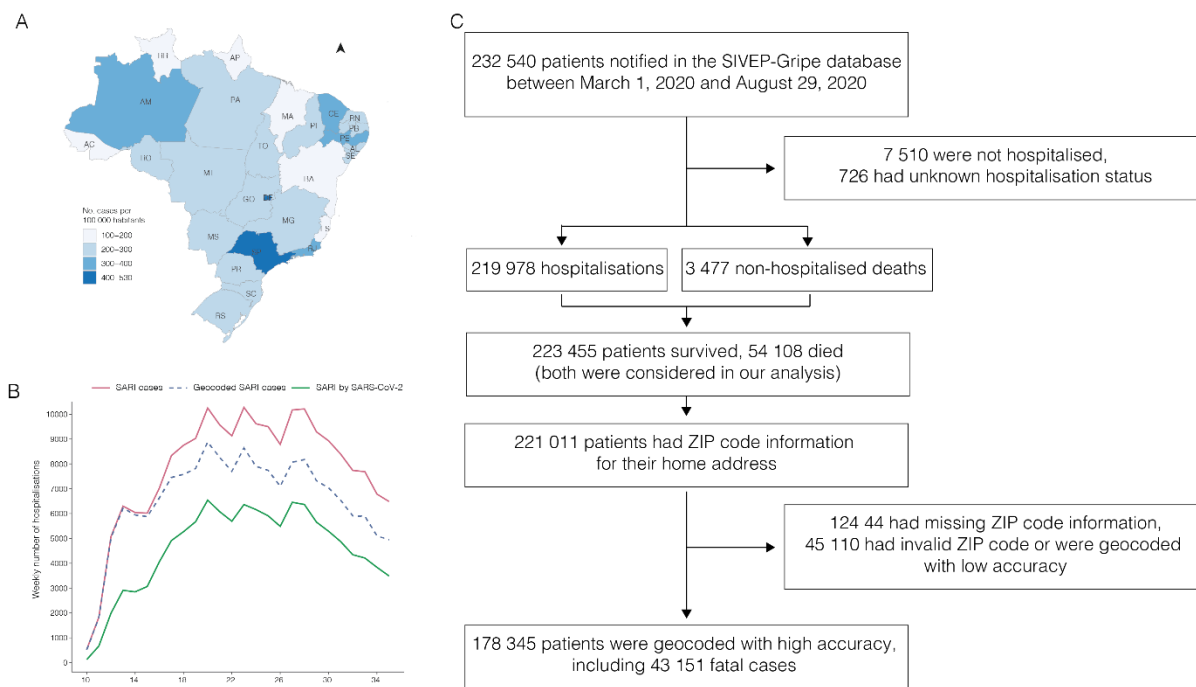 A
RR
AP
AM
PA
MA
CE
RN
PB
PE
PI
AL
SE
AC
TO
RO
BA
MT
GO
DF
MG
ES
MS
SP
RJ
PR
SC
RS
No. cases per
100 000 habitants
100–200
200–300
300–400
400–530
B
SARI cases
Geocoded SARI cases
SARI by SARS-CoV-2
Weekly number of hospitalisations
10000
9000
8000
7000
6000
5000
4000
3000
2000
1000
0
10 14 18 22 26 30 34
C
232 540 patients notified in the SIVEP-Gripe database
between March 1, 2020 and August 29, 2020
7 510 were not hospitalised,
726 had unknown hospitalisation status
219 978 hospitalisations
3 477 non-hospitalised deaths
223 455 patients survived, 54 108 died
(both were considered in our analysis)
221 011 patients had ZIP code information
for their home address
124 44 had missing ZIP code information,
45 110 had invalid ZIP code or were geocoded
with low accuracy
178 345 patients were geocoded with high accuracy,
including 43 151 fatal cases